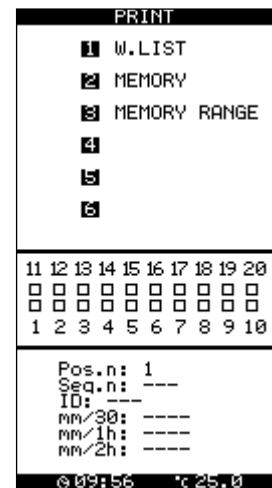 PRINT
1 W.LIST
2 MEMORY
3 MEMORY RANGE
4
5
6
11 12 13 14 15 16 17 18 19 20
1 2 3 4 5 6 7 8 9 10
Pos.n: 1
Seq.n: ---
ID: ---
mm/30: ----
mm/1h: ----
mm/2h: ----
09:56 °C 25.0